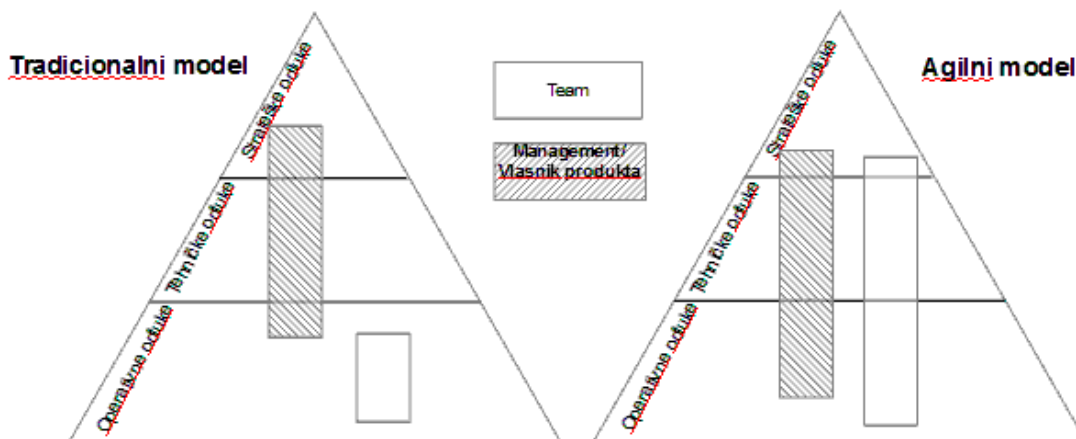 Tradicionalni model
Strateške odluke
Tehničke odluke
Operativne odluke
Team
Management/
Vlasnik produkta
Agilni model
Strateške odluke
Tehničke odluke
Operativne odluke